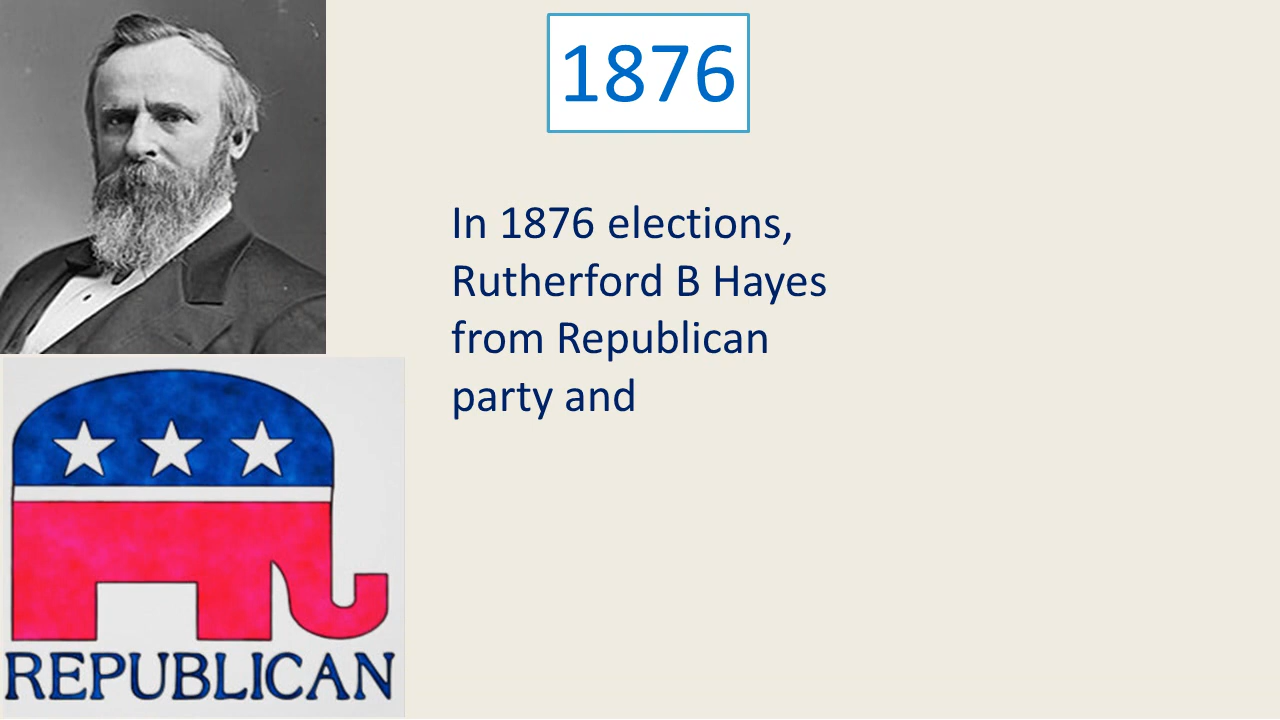 1876
In 1876 elections,
Rutherford B Hayes
from Republican
party and
REPUBLICAN